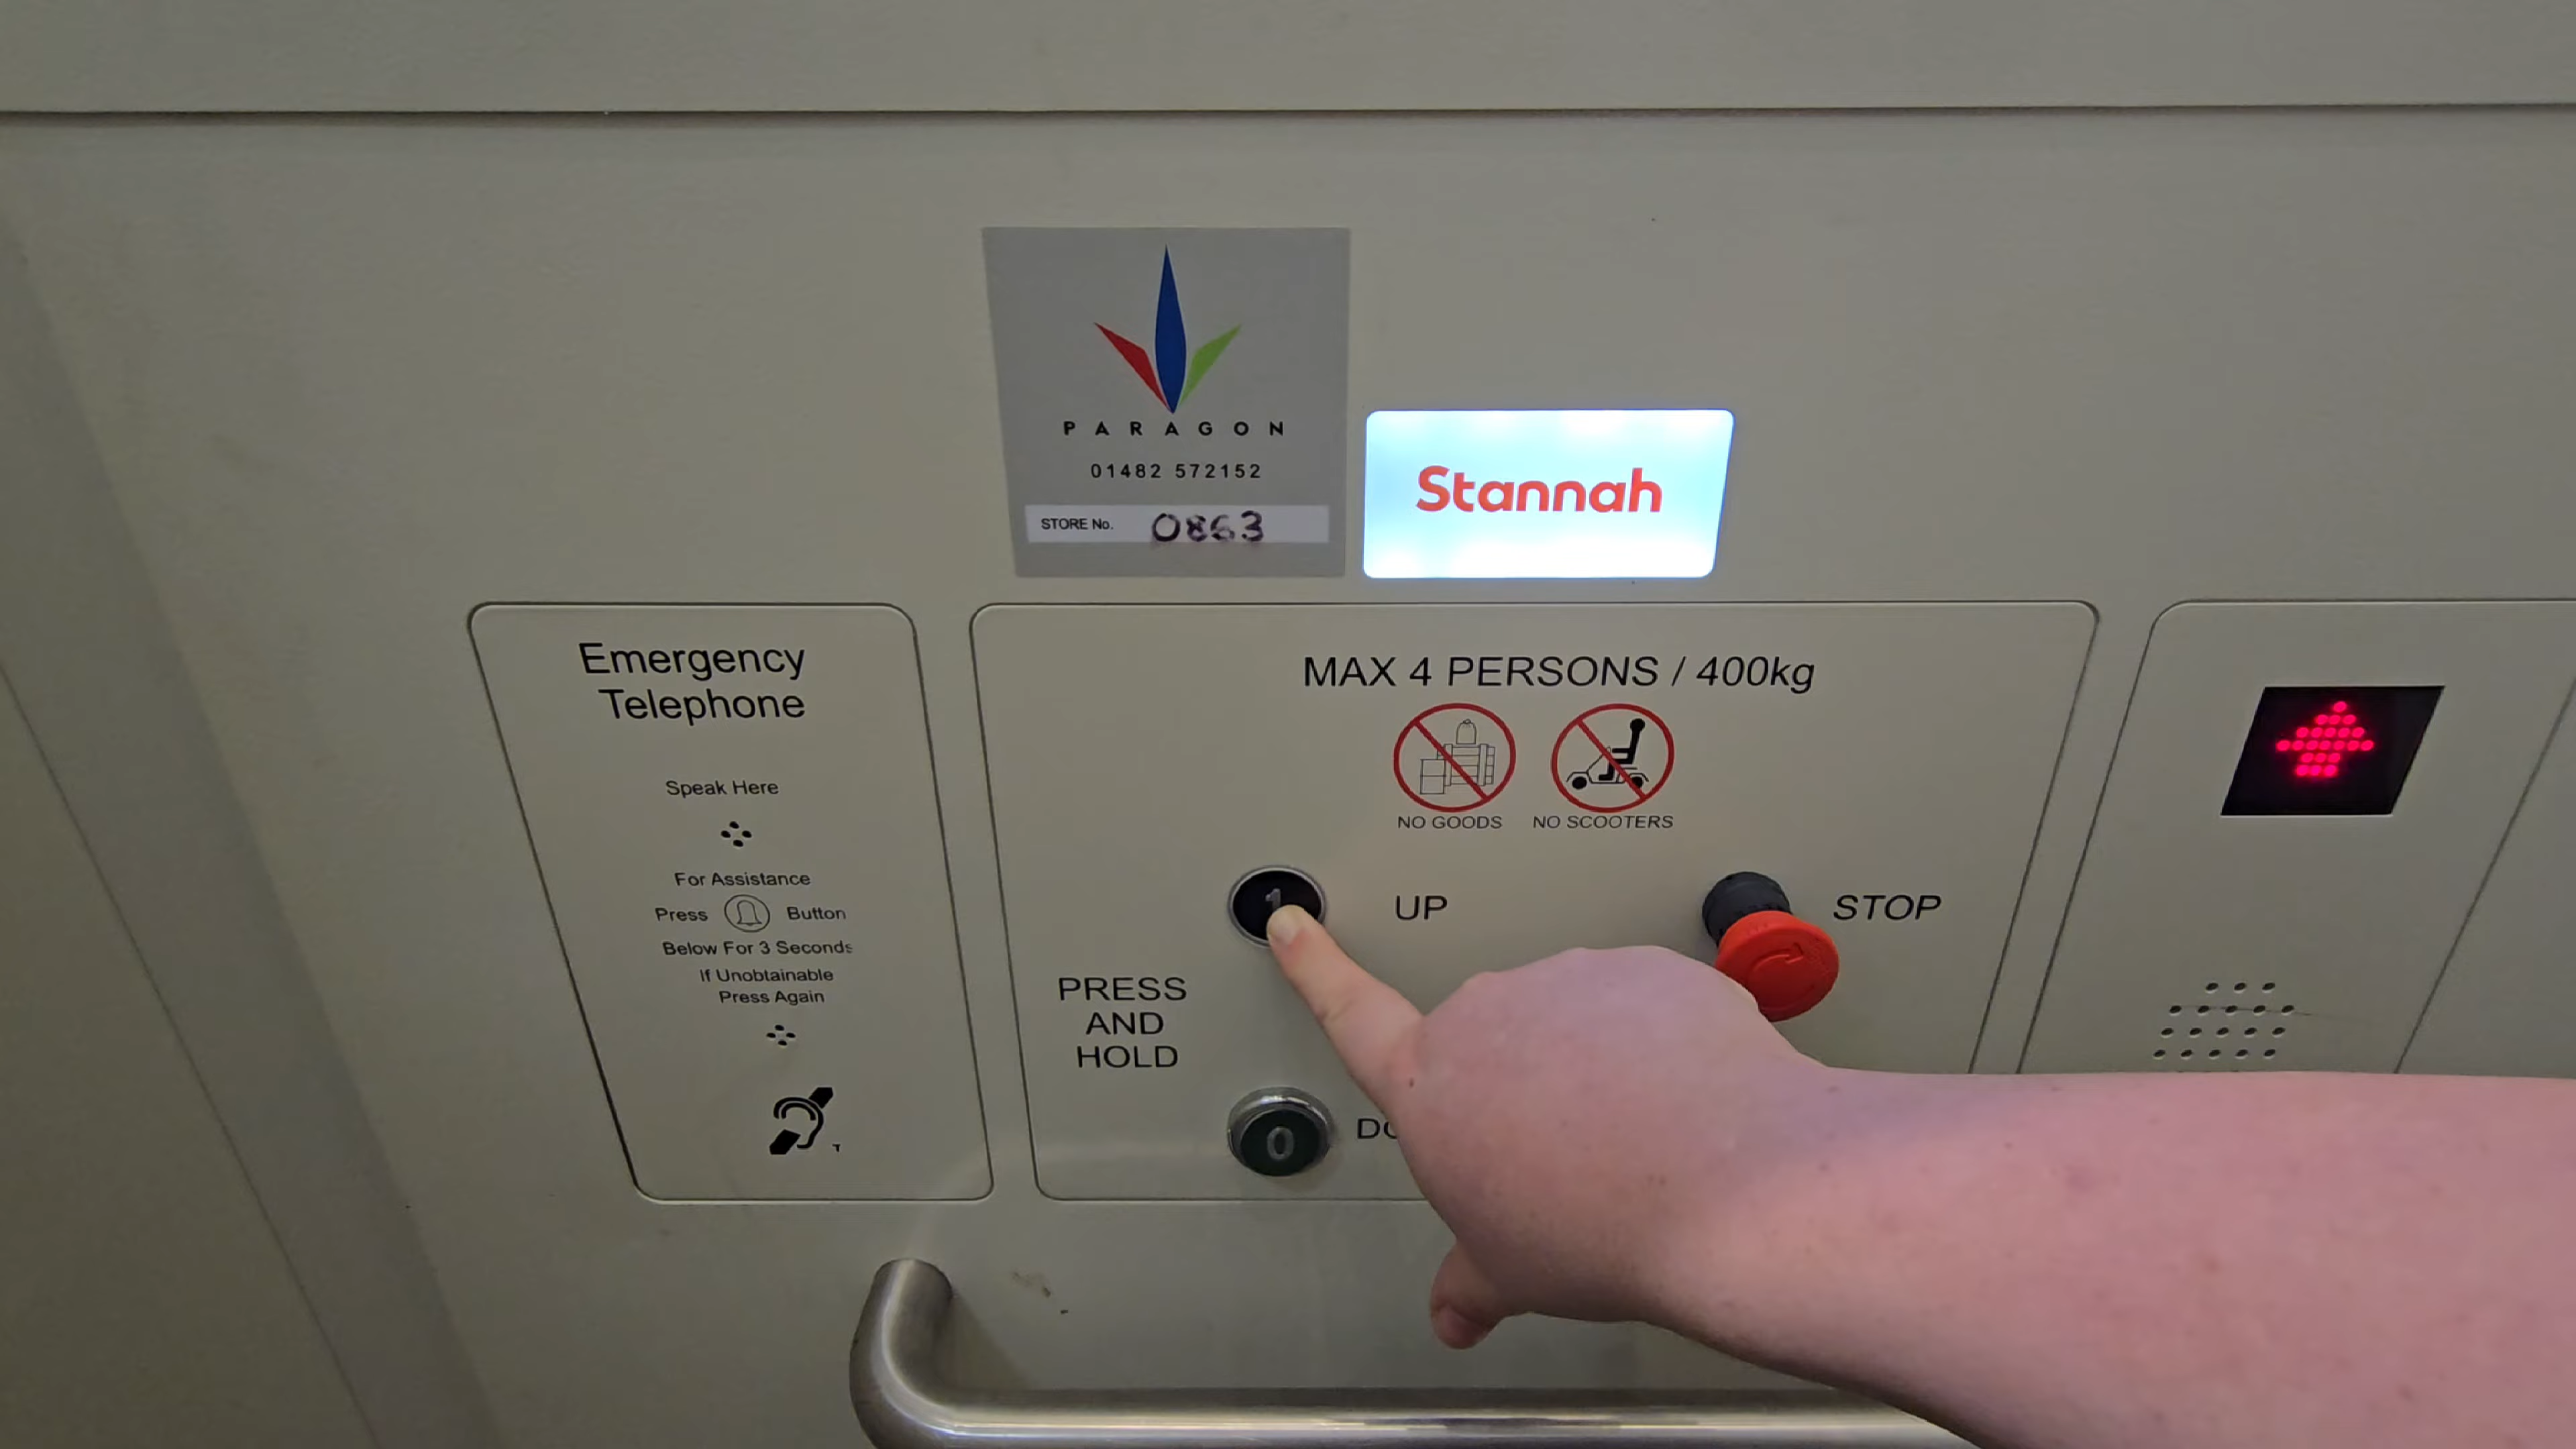 PARAGON
01482 572152
STORE No. 0863
Stannah
Emergency
Telephone
Speak Here
For Assistance
Press Button
Below For 3 Seconds
If Unobtainable
Press Again
T
MAX 4 PERSONS / 400kg
NO GOODS NO SCOOTERS
1 UP
STOP
PRESS
AND
HOLD
0